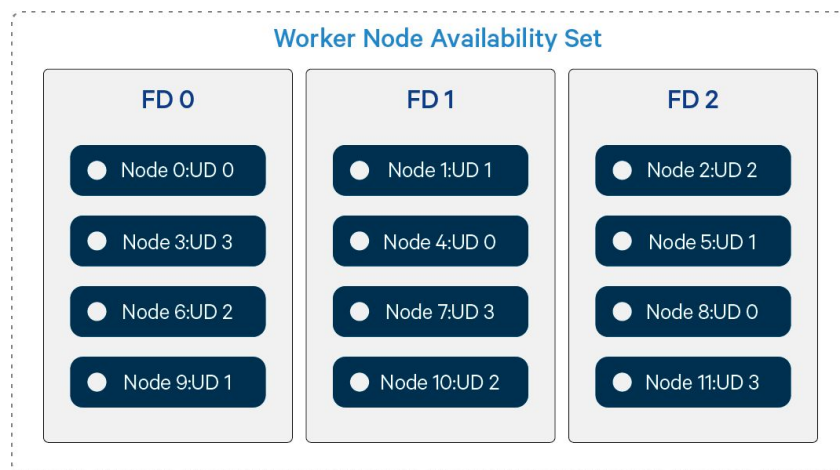 Worker Node Availability Set
FD 0
Node 0:UD 0
Node 3:UD 3
Node 6:UD 2
Node 9:UD 1
FD 1
Node 1:UD 1
Node 4:UD 0
Node 7:UD 3
Node 10:UD 2
FD 2
Node 2:UD 2
Node 5:UD 1
Node 8:UD 0
Node 11:UD 3